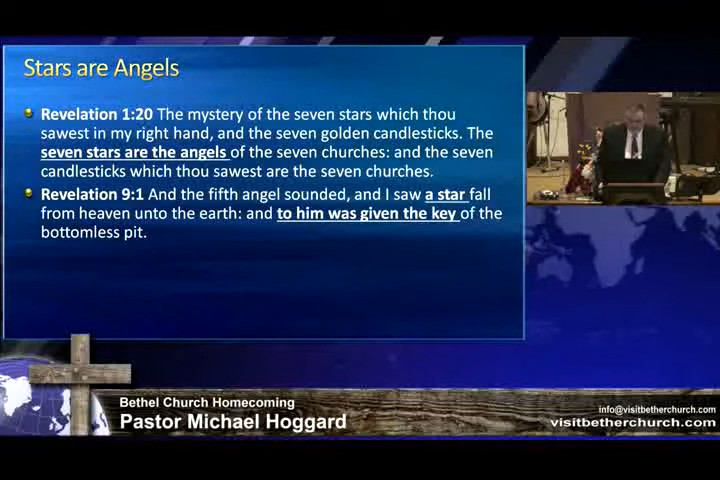 Stars are Angels
Revelation 1:20 The mystery of the seven stars which thou
sawest in my right hand, and the seven golden candlesticks. The
seven stars are the angels of the seven churches: and the seven
candlesticks which thou sawest are the seven churches.
Revelation 9:1 And the fifth angel sounded, and I saw a star fall
from heaven unto the earth: and to him was given the key of the
bottomless pit.
Bethel Church Homecoming
Pastor Michael Hoggard
info@visitbetherchurch.com
visitbetherchurch.com